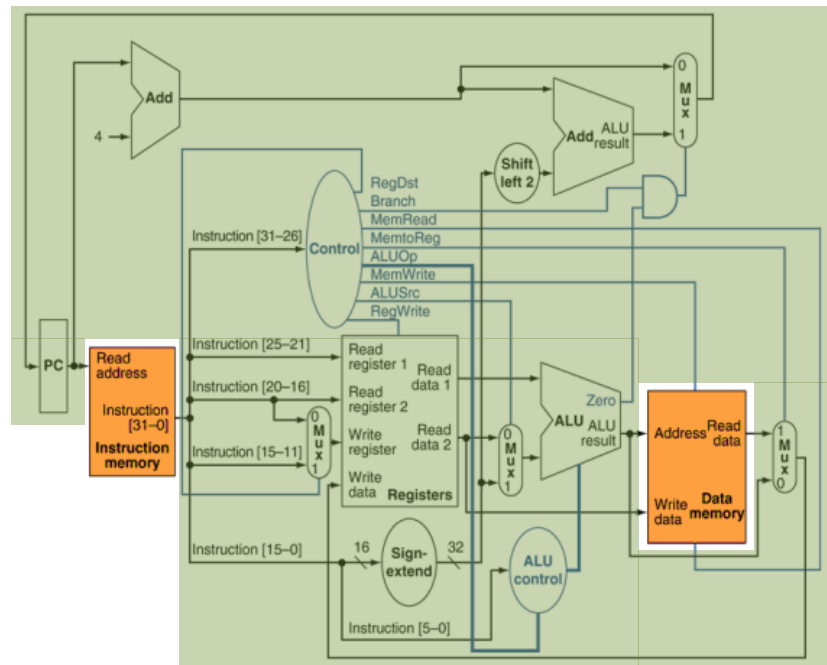 Add
4
Add
ALU
result
0
M
u
x
1
Shift
left 2
Control
RegDst
Branch
MemRead
MemtoReg
ALUOp
MemWrite
ALUSrc
RegWrite
Instruction [31–26]
PC
Read
address
Instruction
[31–0]
Instruction
memory
Instruction [25–21]
Instruction [20–16]
Instruction [15–11]
Instruction [15–0]
0
M
u
x
1
Read
register 1
Read
register 2
Write
register
Write
data
Read
data 1
Read
data 2
Registers
0
M
u
x
1
Zero
ALU
ALU
result
Address
Read
data
Write
data
Data
memory
1
M
u
x
0
16
Sign-
extend
32
ALU
control
Instruction [5–0]